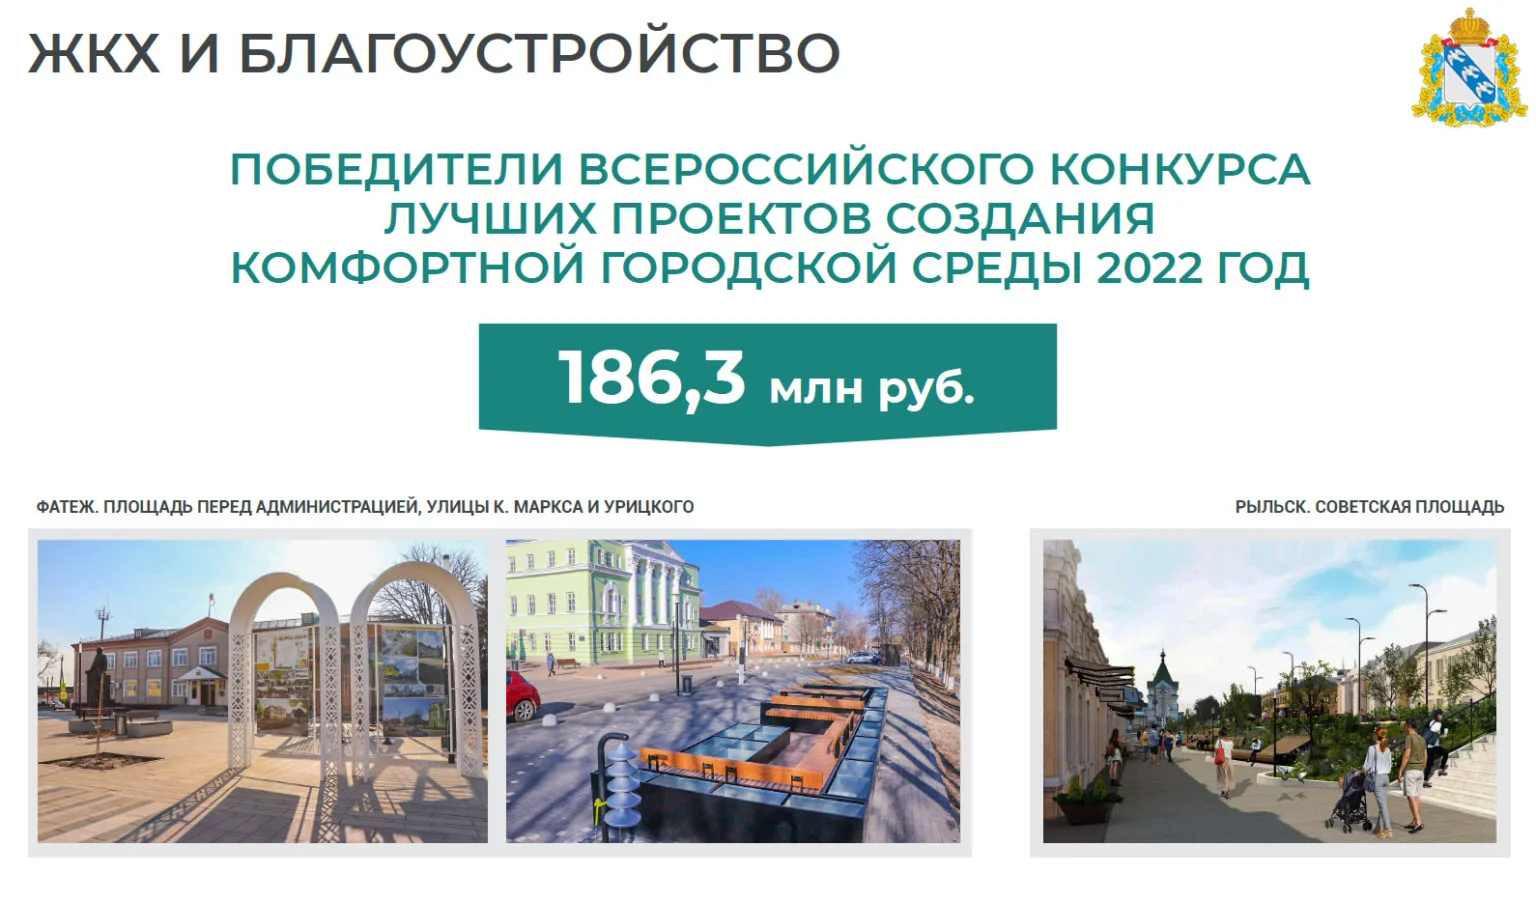 ЖКХ И БЛАГОУСТРОЙСТВО
ПОБЕДИТЕЛИ ВСЕРОССИЙСКОГО КОНКУРСА
ЛУЧШИХ ПРОЕКТОВ СОЗДАНИЯ
КОМФОРТНОЙ ГОРОДСКОЙ СРЕДЫ 2022 ГОД
186,3 млн руб.
ФАТЕЖ. ПЛОЩАДЬ ПЕРЕД АДМИНИСТРАЦИЕЙ, УЛИЦЫ К. МАРКСА И УРИЦКОГО
РЫЛЬСК. СОВЕТСКАЯ ПЛОЩАДЬ